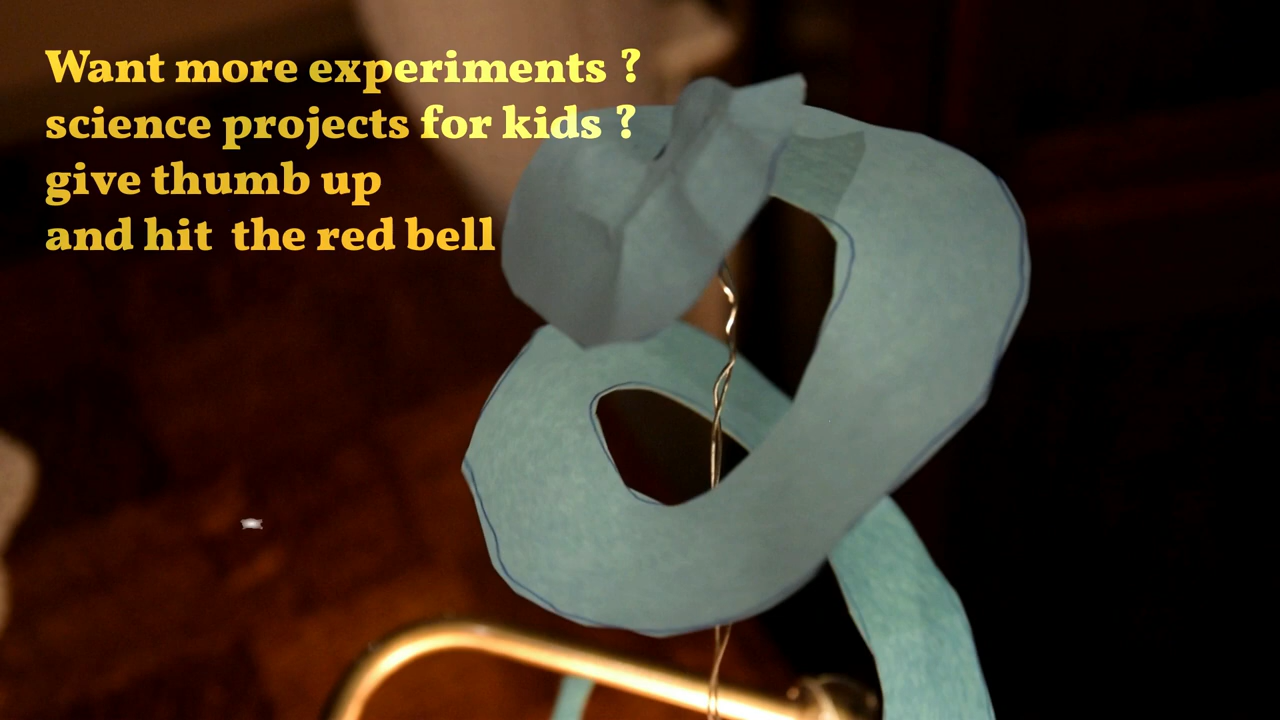 Want more experiments ?
science projects for kids ?
give thumb up
and hit the red bell